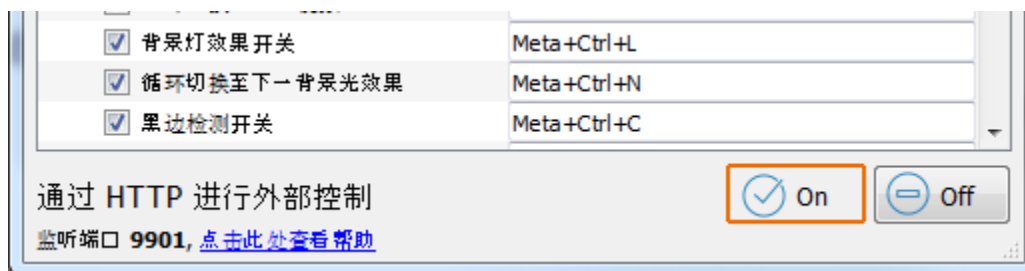 背景灯效果开关 Meta+Ctrl+L
循环切换至下一背景光效果 Meta+Ctrl+N
黑边检测开关 Meta+Ctrl+C
通过 HTTP 进行外部控制 On Off
监听端口 9901, 点击此处查看帮助